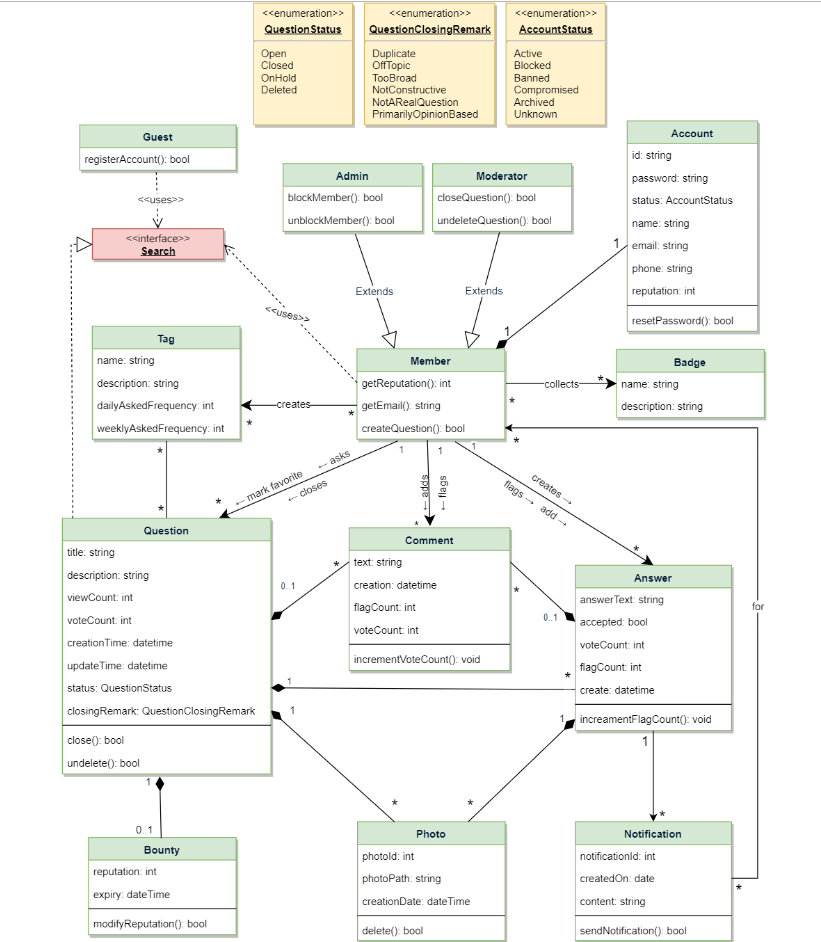 <<enumeration>>
QuestionStatus
Open
Closed
OnHold
Deleted
<<enumeration>>
QuestionClosingRemark
Duplicate
OffTopic
TooBroad
NotConstructive
NotARealQuestion
PrimarilyOpinionBased
<<enumeration>>
AccountStatus
Active
Blocked
Banned
Compromised
Archived
Unknown
Guest
registerAccount(): bool
<<uses>>
<<interface>>
Search
Admin
blockMember(): bool
unblockMember(): bool
Moderator
closeQuestion(): bool
undeleteQuestion(): bool
Account
id: string
password: string
status: AccountStatus
name: string
email: string
phone: string
reputation: int
resetPassword(): bool
1
1
Extends
Extends
<<uses>>
Tag
name: string
description: string
dailyAskedFrequency: int
weeklyAskedFrequency: int
creates
*
*
Member
getReputation(): int
getEmail(): string
createQuestion(): bool
collects
*
*
Badge
name: string
description: string
*
*
*
1
1
1
← asks
← mark favorite
← closes
*
← adds
← flags
*
creates →
flags →
add →
*
Question
title: string
description: string
viewCount: int
voteCount: int
creationTime: datetime
updateTime: datetime
status: QuestionStatus
closingRemark: QuestionClosingRemark
close(): bool
undelete(): bool
0..1
*
Comment
text: string
creation: datetime
flagCount: int
voteCount: int
incrementVoteCount(): void
*
0..1
Answer
answerText: string
accepted: bool
voteCount: int
flagCount: int
create: datetime
increamentFlagCount(): void
for
1
*
1
*
1
*
1
*
1
0..1
Bounty
reputation: int
expiry: dateTime
modifyReputation(): bool
Photo
photoId: int
photoPath: string
creationDate: dateTime
delete(): bool
Notification
notificationId: int
createdOn: date
content: string
sendNotification(): bool
*